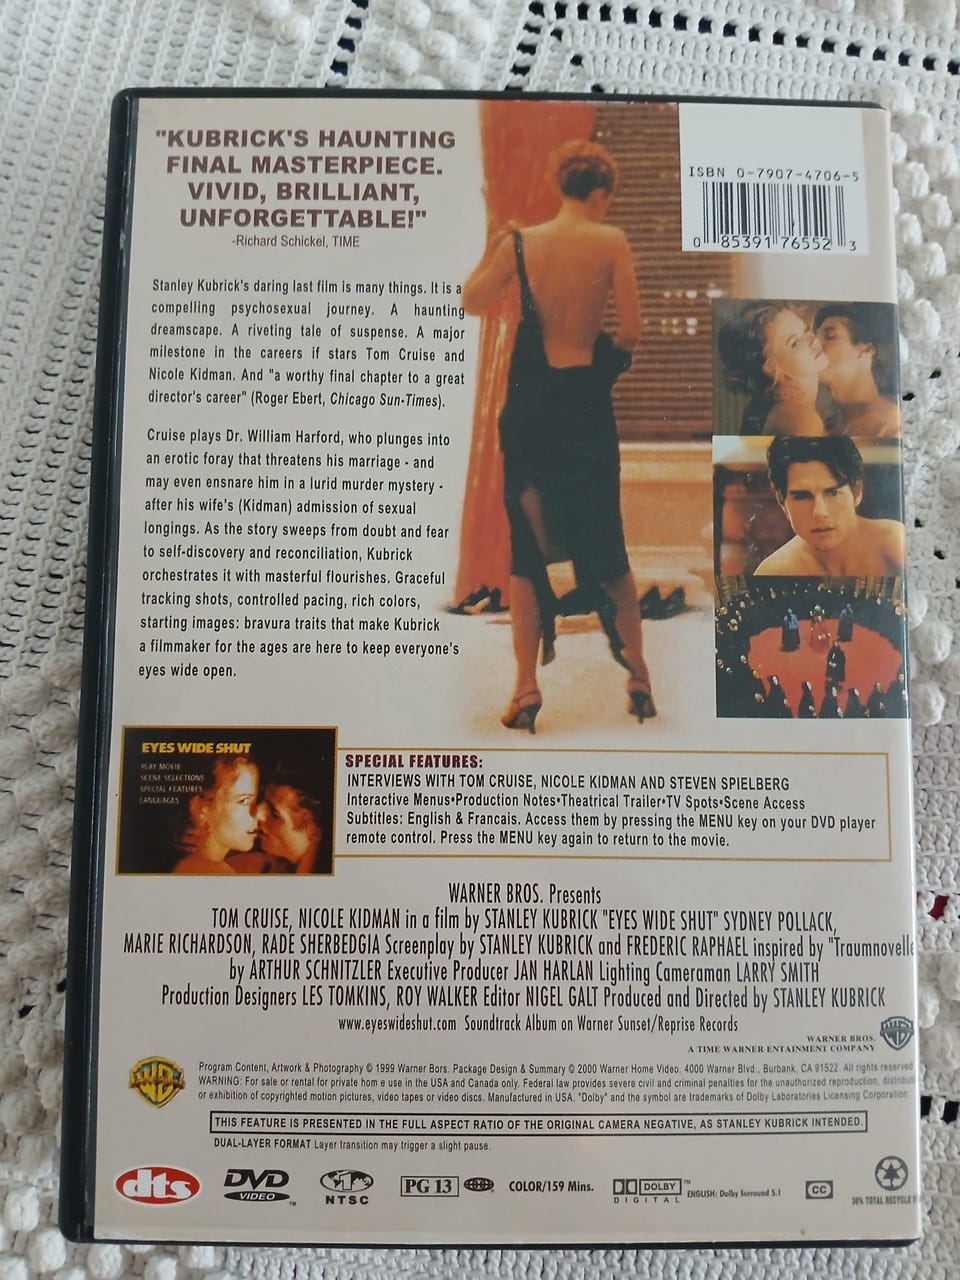 "KUBRICK'S HAUNTING
FINAL MASTERPIECE.
VIVID, BRILLIANT,
UNFORGETTABLE!"
-Richard Schickel, TIME
ISBN 0-7907-4706-5
0 85391 76552 3
Stanley Kubrick's daring last film is many things. It is a
compelling psychosexual journey. A haunting
dreamscape. A riveting tale of suspense. A major
milestone in the careers if stars Tom Cruise and
Nicole Kidman. And "a worthy final chapter to a great
director's career" (Roger Ebert, Chicago Sun-Times).
Cruise plays Dr. William Harford, who plunges into
an erotic foray that threatens his marriage - and
may even ensnare him in a lurid murder mystery -
after his wife's (Kidman) admission of sexual
longings. As the story sweeps from doubt and fear
to self-discovery and reconciliation, Kubrick
orchestrates it with masterful flourishes. Graceful
tracking shots, controlled pacing, rich colors,
starting images: bravura traits that make Kubrick
a filmmaker for the ages are here to keep everyone's
eyes wide open.
EYES WIDE SHUT
PLAY MOVIE
SCENE SELECTIONS
SPECIAL FEATURES
LANGUAGES
SPECIAL FEATURES:
INTERVIEWS WITH TOM CRUISE, NICOLE KIDMAN AND STEVEN SPIELBERG
Interactive Menus•Production Notes•Theatrical Trailer•TV Spots•Scene Access
Subtitles: English & Francais. Access them by pressing the MENU key on your DVD player
remote control. Press the MENU key again to return to the movie.
WARNER BROS. Presents
TOM CRUISE, NICOLE KIDMAN in a film by STANLEY KUBRICK "EYES WIDE SHUT" SYDNEY POLLACK,
MARIE RICHARDSON, RADE SHERBEDGIA Screenplay by STANLEY KUBRICK and FREDERIC RAPHAEL inspired by "Traumnovelle
by ARTHUR SCHNITZLER Executive Producer JAN HARLAN Lighting Cameraman LARRY SMITH
Production Designers LES TOMKINS, ROY WALKER Editor NIGEL GALT Produced and Directed by STANLEY KUBRICK
www.eyeswideshut.com Soundtrack Album on Warner Sunset/Reprise Records
WARNER BROS.
A TIME WARNER ENTAINMENT COMPANY
WB
Program Content, Artwork & Photography © 1999 Warner Bors. Package Design & Summary © 2000 Warner Home Video. 4000 Warner Blvd., Burbank, CA 91522 All rights reserved
WARNING: For sale or rental for private hom e use in the USA and Canada only. Federal law provides severe civil and criminal penalties for the unauthorized reproduction, distribut
or exhibition of copyrighted motion pictures, video tapes or video discs. Manufactured in USA. "Dolby" and the symbol are trademarks of Dolby Laboratories Licensing Corporation.
THIS FEATURE IS PRESENTED IN THE FULL ASPECT RATIO OF THE ORIGINAL CAMERA NEGATIVE, AS STANLEY KUBRICK INTENDED.
DUAL-LAYER FORMAT Layer transition may trigger a slight pause.
dts DVD VIDEO ™ NTSC PG 13 COLOR/159 Mins. DOLBY DIGITAL ™ ENGLISH: Dolby Surround 5.1 CC 30% TOTAL RECYCLE